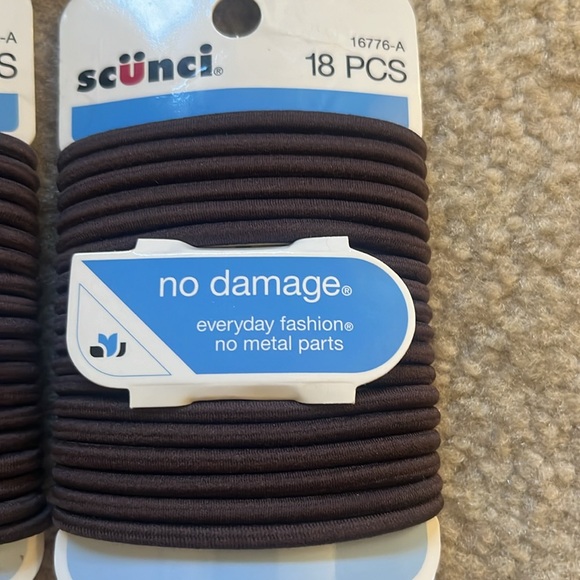 -A
S
scünci®
16776-A
18 PCS
no damage®
everyday fashion®
no metal parts